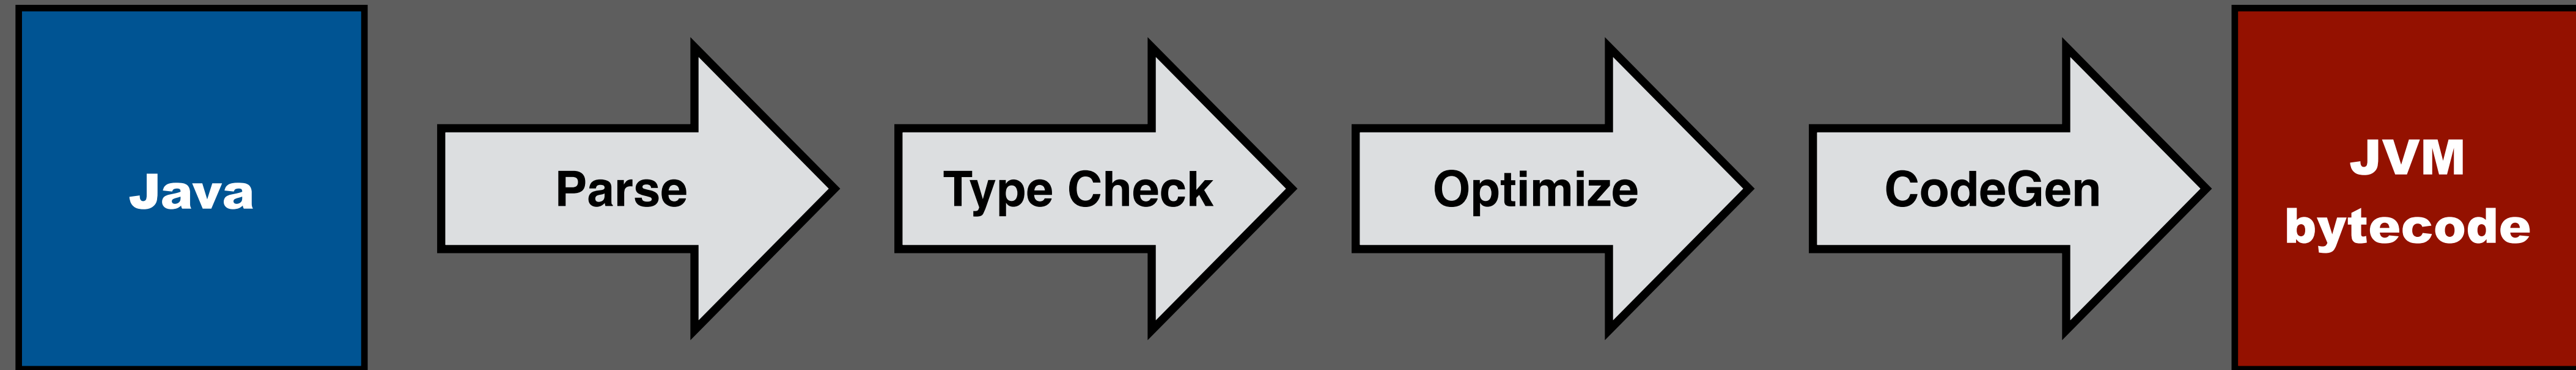 Java
Parse
Type Check
Optimize
CodeGen
JVM
bytecode